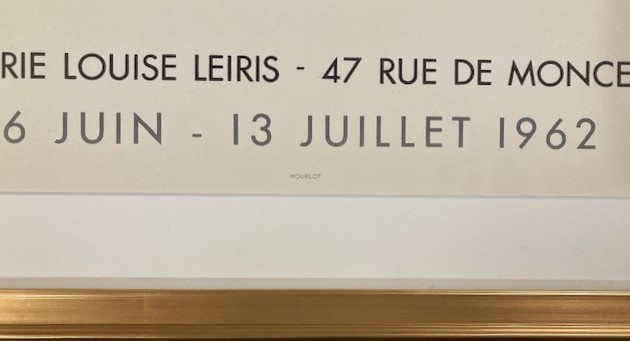 RIE LOUISE LEIRIS - 47 RUE DE MONCE
6 JUIN - 13 JUILLET 1962
MOURLOT